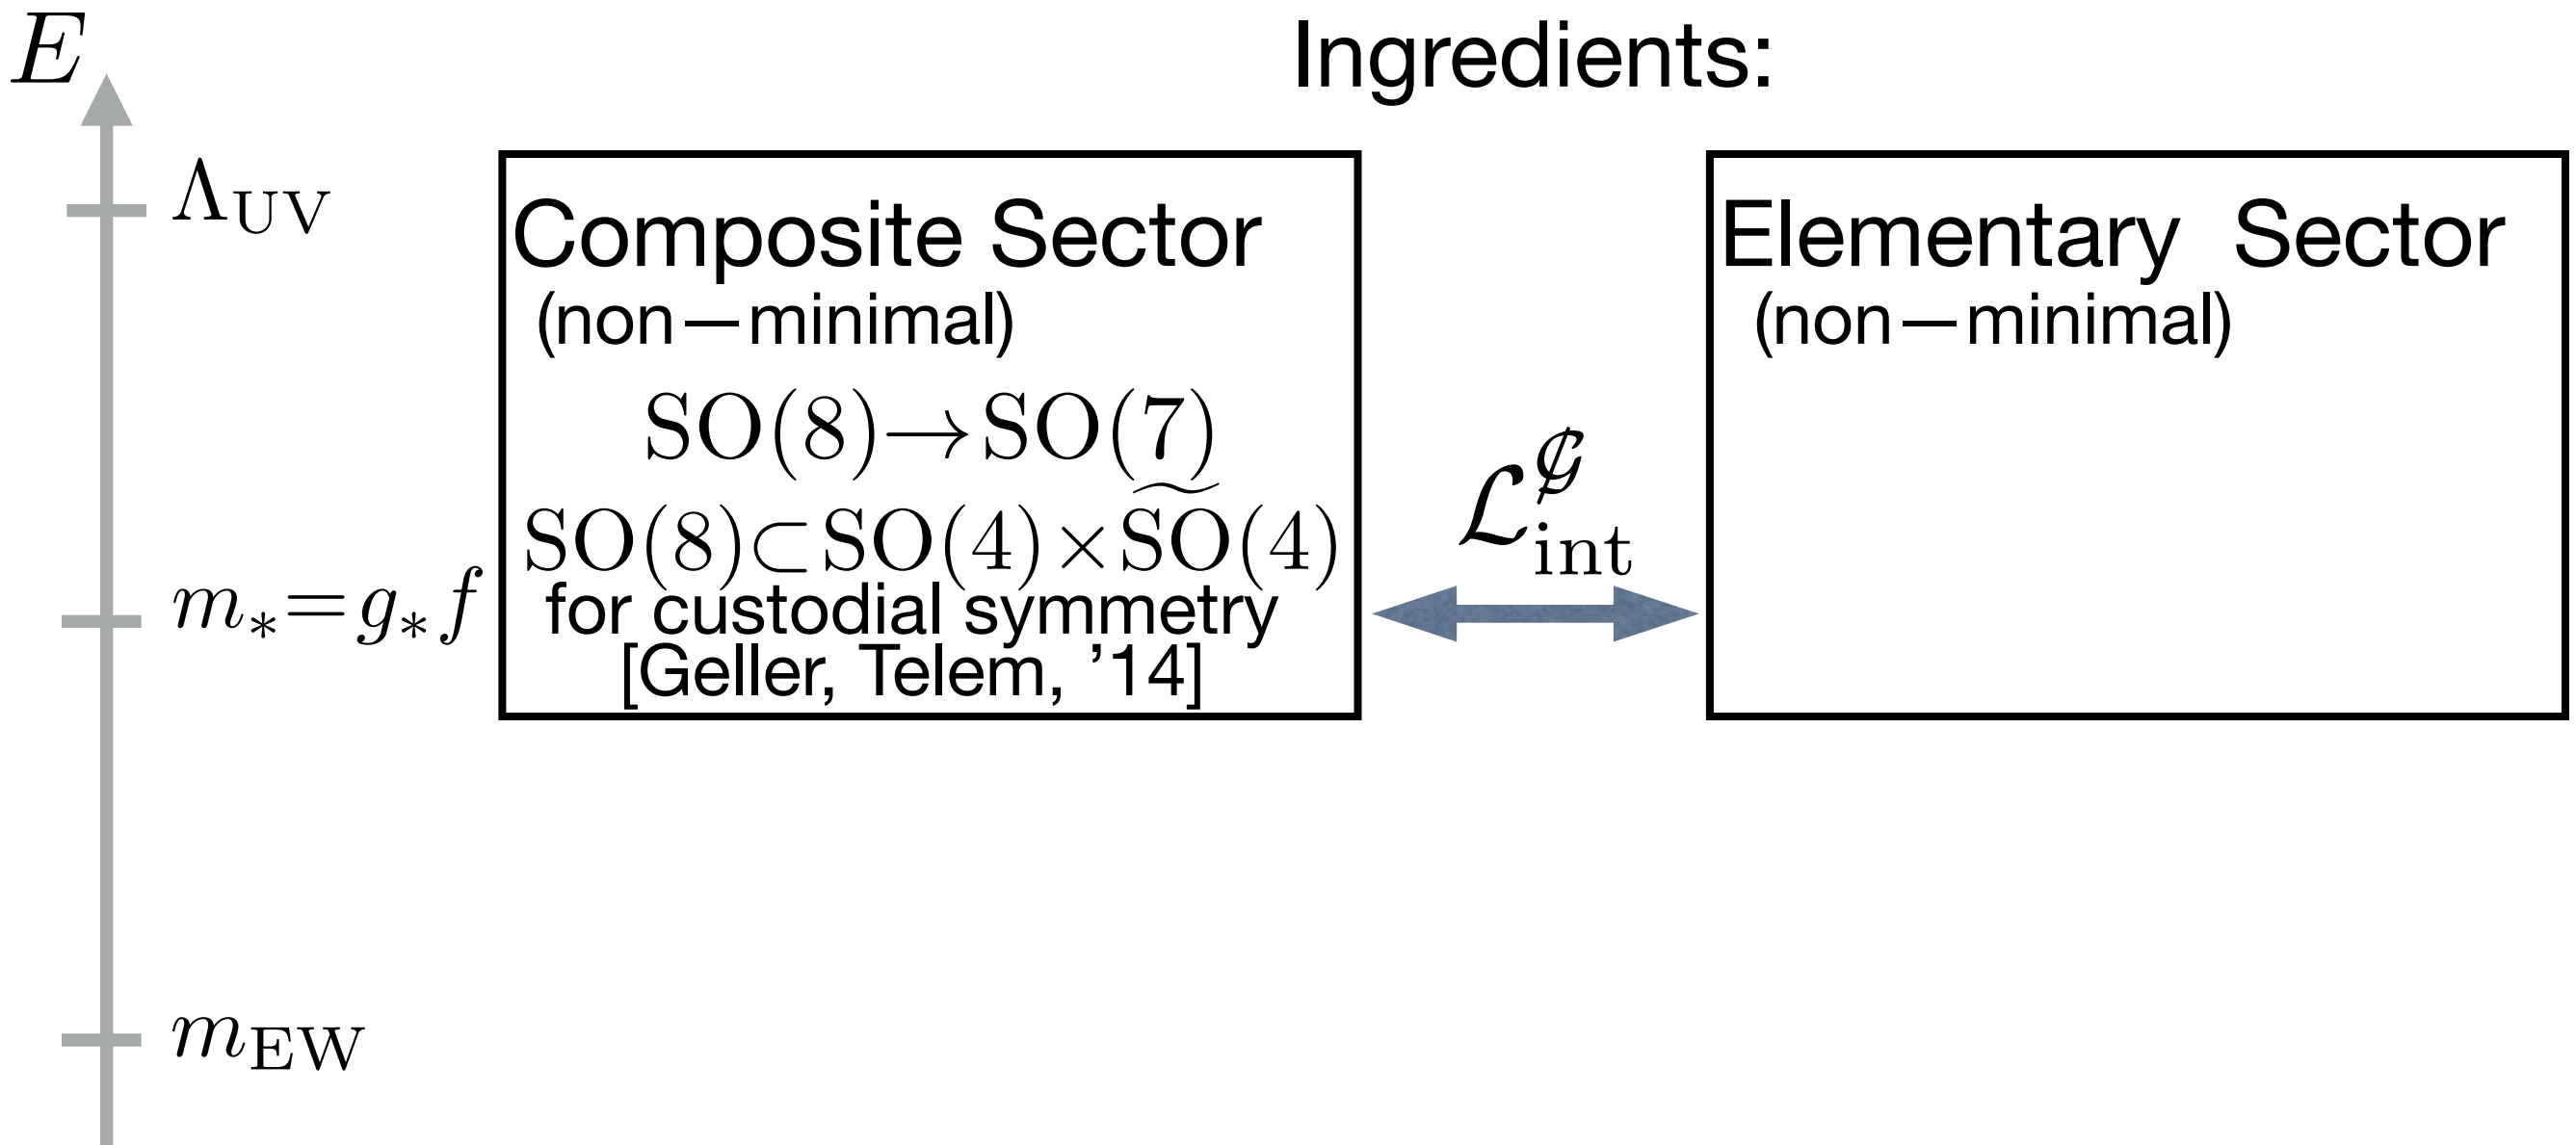 E
Ingredients:
Λ_UV
m_*=g_*f
m_EW
Composite Sector
(non—minimal)
SO(8)→SO(7)
SO(8)⊂SO(4)×S͠O(4)
for custodial symmetry
[Geller, Telem, ’14]
ℒ_int^G̸
Elementary Sector
(non—minimal)